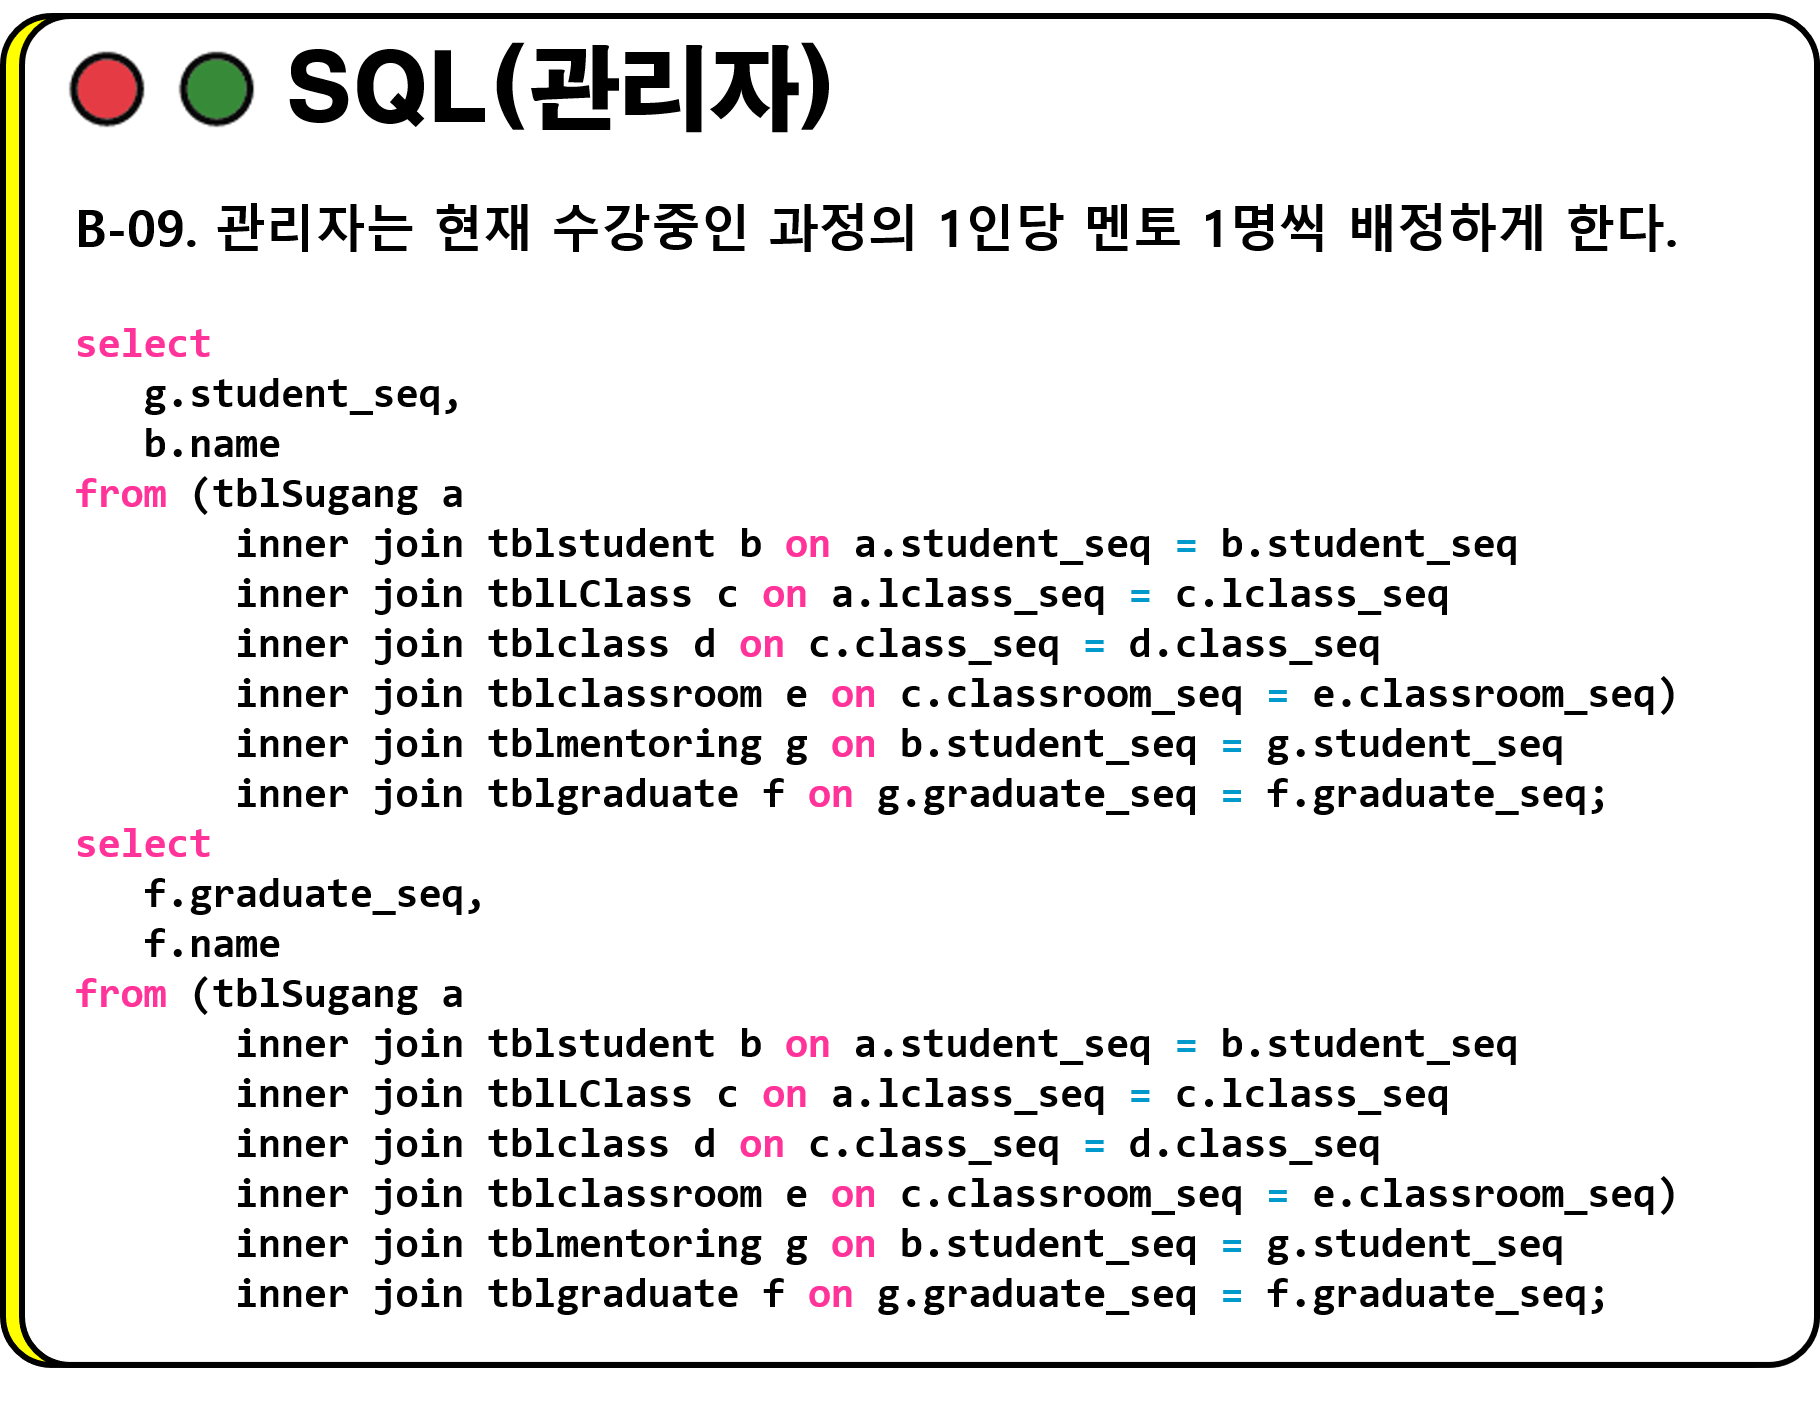 SQL(관리자)
B-09. 관리자는 현재 수강중인 과정의 1인당 멘토 1명씩 배정하게 한다.
select
   g.student_seq,
   b.name
from (tblSugang a
       inner join tblstudent b on a.student_seq = b.student_seq
       inner join tblLClass c on a.lclass_seq = c.lclass_seq
       inner join tblclass d on c.class_seq = d.class_seq
       inner join tblclassroom e on c.classroom_seq = e.classroom_seq)
       inner join tblmentoring g on b.student_seq = g.student_seq
       inner join tblgraduate f on g.graduate_seq = f.graduate_seq;
select
   f.graduate_seq,
   f.name
from (tblSugang a
       inner join tblstudent b on a.student_seq = b.student_seq
       inner join tblLClass c on a.lclass_seq = c.lclass_seq
       inner join tblclass d on c.class_seq = d.class_seq
       inner join tblclassroom e on c.classroom_seq = e.classroom_seq)
       inner join tblmentoring g on b.student_seq = g.student_seq
       inner join tblgraduate f on g.graduate_seq = f.graduate_seq;